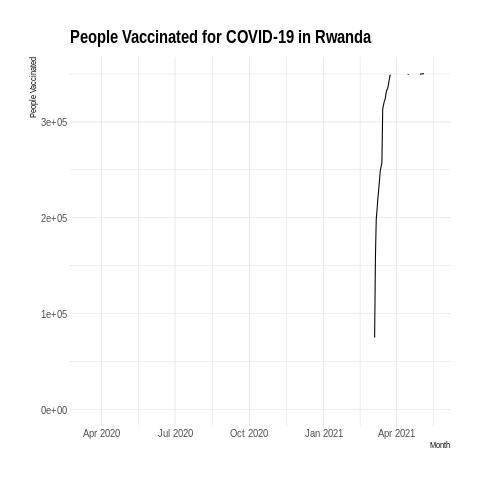 People Vaccinated for COVID-19 in Rwanda
People Vaccinated
3e+05
2e+05
1e+05
0e+00
Apr 2020 Jul 2020 Oct 2020 Jan 2021 Apr 2021
Month